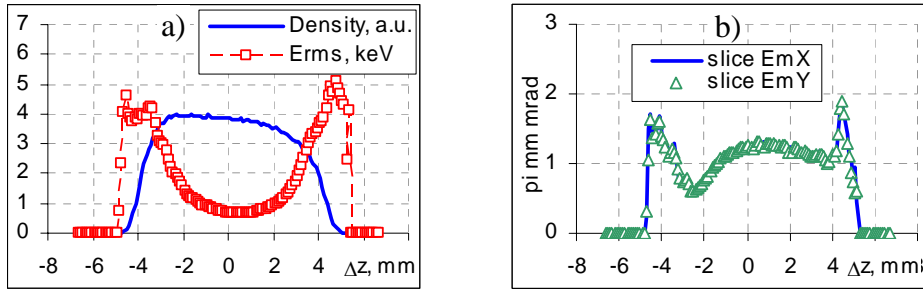 a)
Density, a.u.
Erms, keV
7
6
5
4
3
2
1
0
-8 -6 -4 -2 0 2 4 Δz, mm
b)
slice EmX
slice EmY
pi mm mrad
3
2
1
0
-8 -6 -4 -2 0 2 4 Δz, mm8